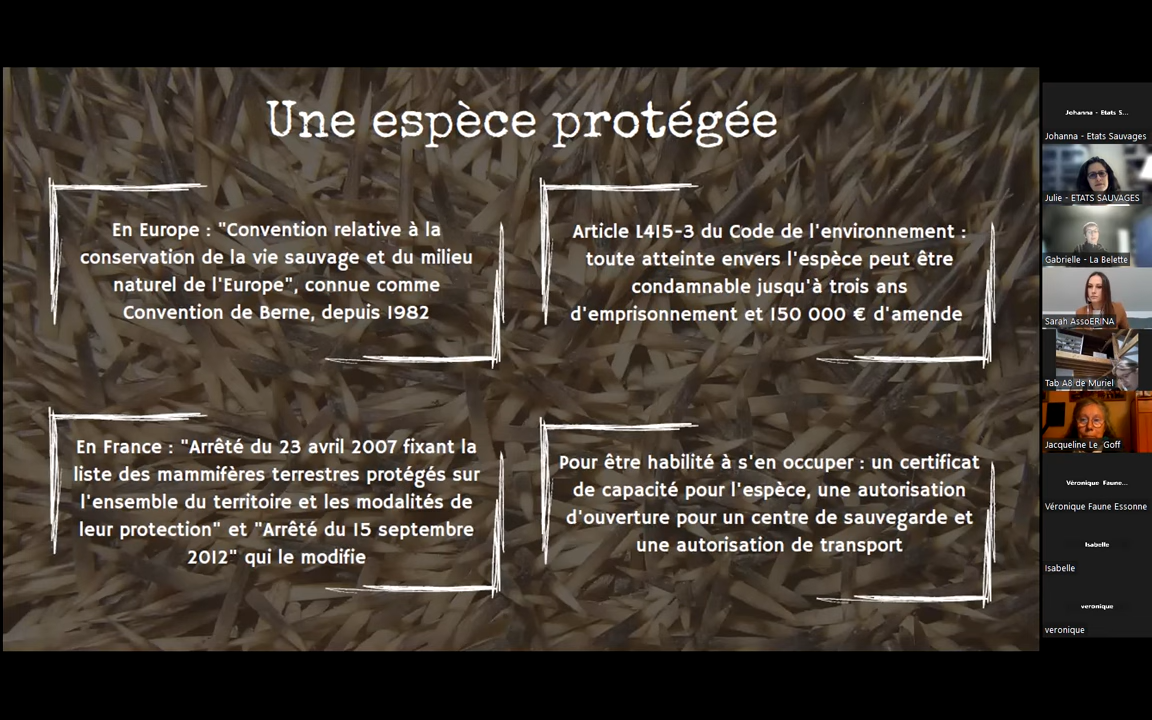 Une espèce protégée
En Europe : "Convention relative à la
conservation de la vie sauvage et du milieu
naturel de l'Europe", connue comme
Convention de Berne, depuis 1982
Article L415-3 du Code de l'environnement :
toute atteinte envers l'espèce peut être
condamnable jusqu'à trois ans
d'emprisonnement et 150 000 € d'amende
En France : "Arrêté du 23 avril 2007 fixant la
liste des mammifères terrestres protégés sur
l'ensemble du territoire et les modalités de
leur protection" et "Arrêté du 15 septembre
2012" qui le modifie
Pour être habilité à s'en occuper : un certificat
de capacité pour l'espèce, une autorisation
d'ouverture pour un centre de sauvegarde et
une autorisation de transport
Johanna - Etats S...
Johanna - Etats Sauvages
Julie - ETATS SAUVAGES
Gabrielle - La Belette
Sarah AssoERiNA
Tab A8 de Muriel
Jacqueline Le  Goff
Véronique Faune...
Véronique Faune Essonne
Isabelle
Isabelle
veronique
veronique